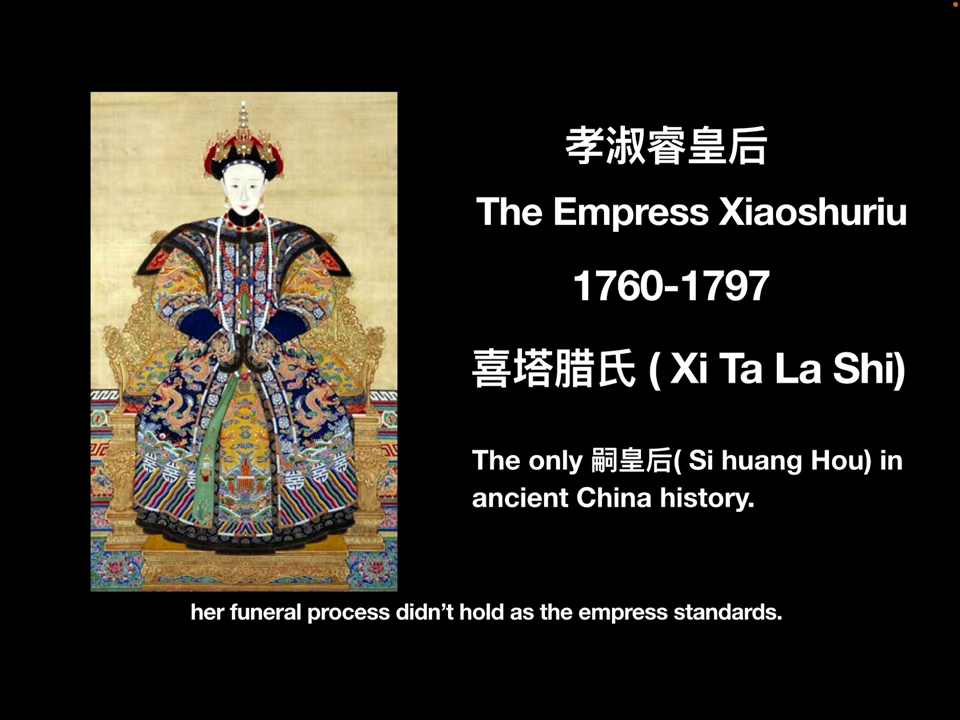 孝淑睿皇后
The Empress Xiaoshuriu
1760-1797
喜塔腊氏 ( Xi Ta La Shi)
The only 嗣皇后( Si huang Hou) in
ancient China history.
her funeral process didn’t hold as the empress standards.